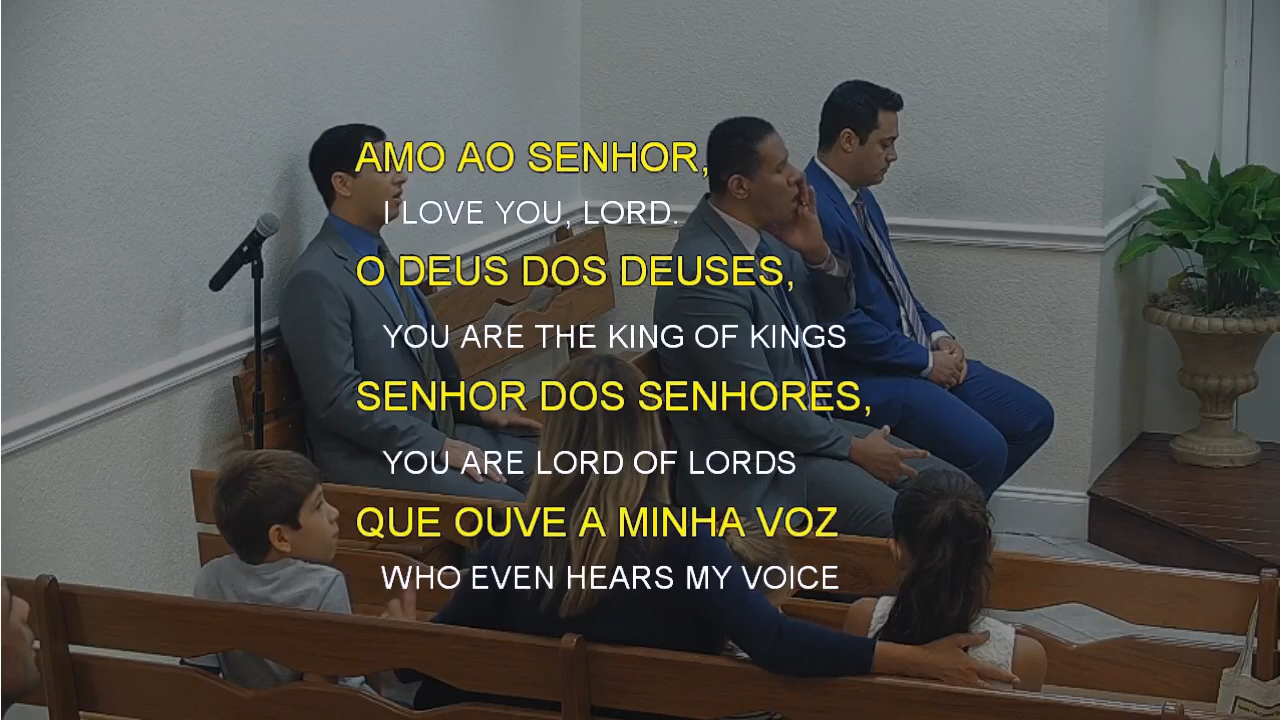 AMO AO SENHOR,
I LOVE YOU, LORD.
O DEUS DOS DEUSES,
YOU ARE THE KING OF KINGS
SENHOR DOS SENHORES,
YOU ARE LORD OF LORDS
QUE OUVE A MINHA VOZ
WHO EVEN HEARS MY VOICE